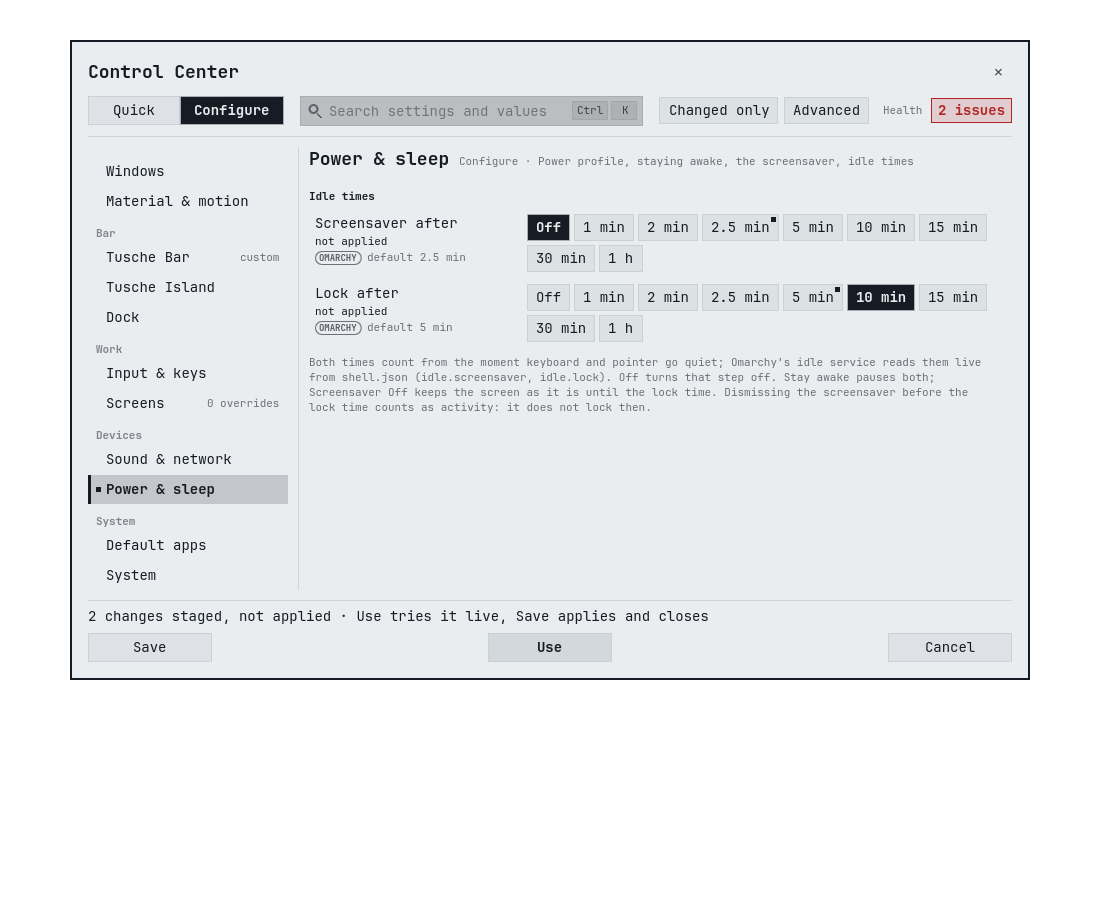 Control Center ×
Quick Configure Search settings and values Ctrl K Changed only Advanced Health 2 issues
Windows
Material & motion
Bar
Tusche Bar custom
Tusche Island
Dock
Work
Input & keys
Screens 0 overrides
Devices
Sound & network
Power & sleep
System
Default apps
System
Power & sleep Configure · Power profile, staying awake, the screensaver, idle times
Idle times
Screensaver after
not applied
OMARCHY default 2.5 min
Off 1 min 2 min 2.5 min 5 min 10 min 15 min
30 min 1 h
Lock after
not applied
OMARCHY default 5 min
Off 1 min 2 min 2.5 min 5 min 10 min 15 min
30 min 1 h
Both times count from the moment keyboard and pointer go quiet; Omarchy's idle service reads them live
from shell.json (idle.screensaver, idle.lock). Off turns that step off. Stay awake pauses both;
Screensaver Off keeps the screen as it is until the lock time. Dismissing the screensaver before the
lock time counts as activity: it does not lock then.
2 changes staged, not applied · Use tries it live, Save applies and closes
Save Use Cancel